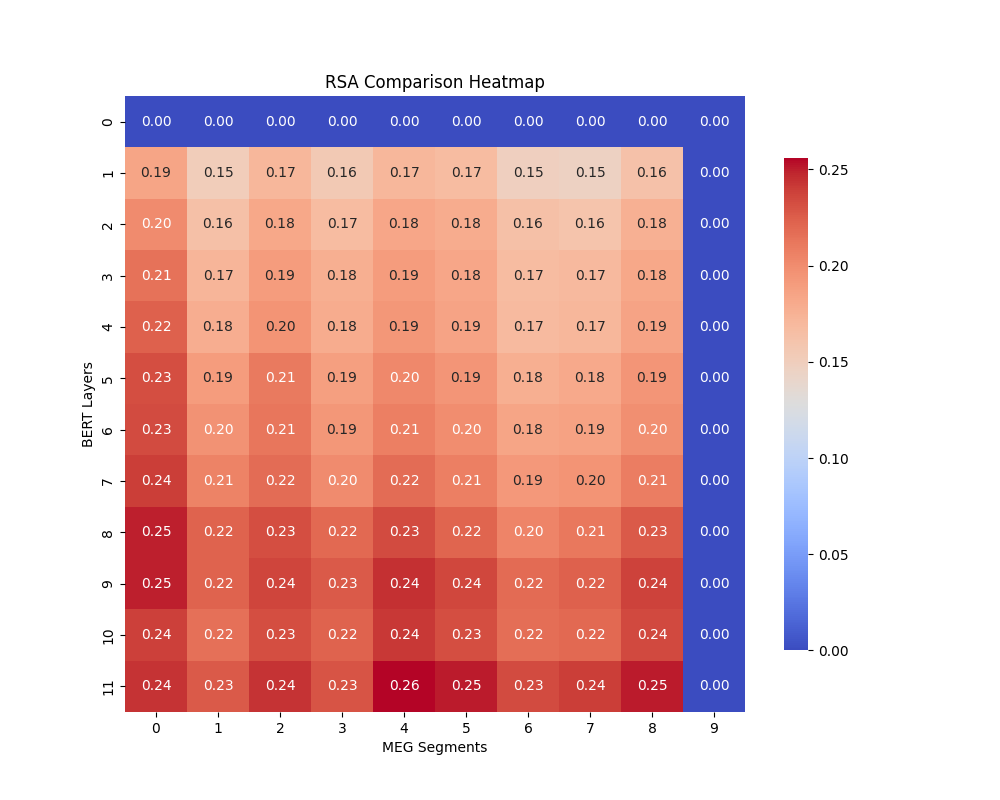 RSA Comparison Heatmap
0 0.00 0.00 0.00 0.00 0.00 0.00 0.00 0.00 0.00 0.00
1 0.19 0.15 0.17 0.16 0.17 0.17 0.15 0.15 0.16 0.00
2 0.20 0.16 0.18 0.17 0.18 0.18 0.16 0.16 0.18 0.00
3 0.21 0.17 0.19 0.18 0.19 0.18 0.17 0.17 0.18 0.00
4 0.22 0.18 0.20 0.18 0.19 0.19 0.17 0.17 0.19 0.00
5 0.23 0.19 0.21 0.19 0.20 0.19 0.18 0.18 0.19 0.00
6 0.23 0.20 0.21 0.19 0.21 0.20 0.18 0.19 0.20 0.00
7 0.24 0.21 0.22 0.20 0.22 0.21 0.19 0.20 0.21 0.00
8 0.25 0.22 0.23 0.22 0.23 0.22 0.20 0.21 0.23 0.00
9 0.25 0.22 0.24 0.23 0.24 0.24 0.22 0.22 0.24 0.00
10 0.24 0.22 0.23 0.22 0.24 0.23 0.22 0.22 0.24 0.00
11 0.24 0.23 0.24 0.23 0.26 0.25 0.23 0.24 0.25 0.00
0 1 2 3 4 5 6 7 8 9
MEG Segments
BERT Layers
0.25
0.20
0.15
0.10
0.05
0.00